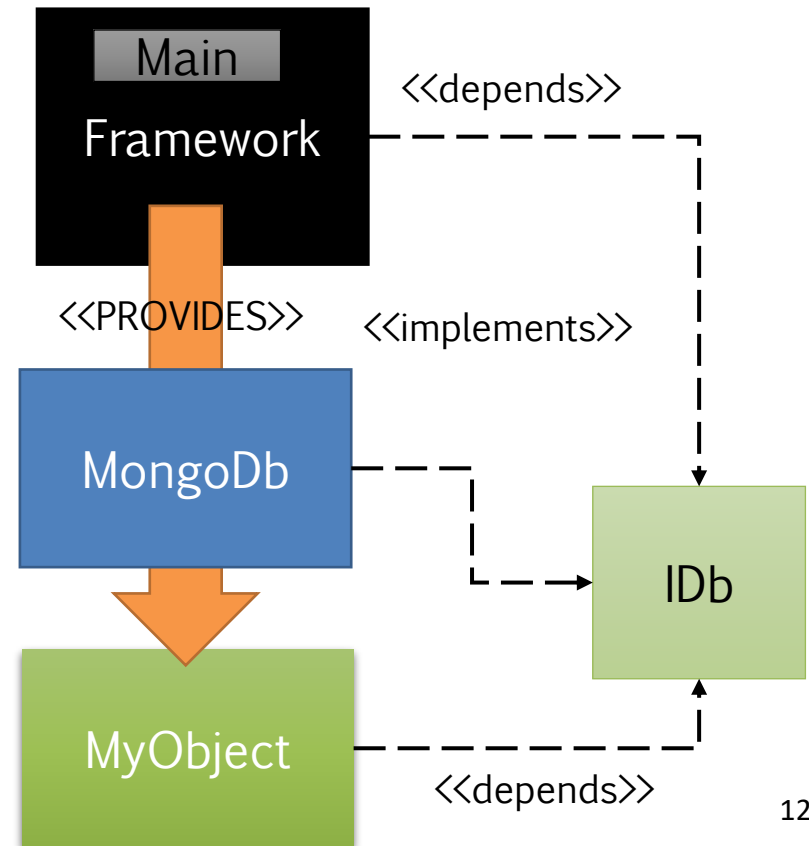 Main
<<depends>>
Framework
<<PROVIDES>>
<<implements>>
MongoDb
IDb
MyObject
<<depends>>
12